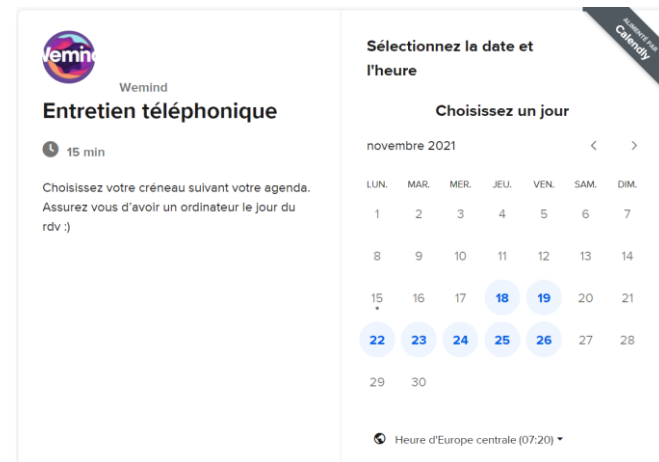 Wemind
Wemind
Entretien téléphonique
15 min
Choisissez votre créneau suivant votre agenda.
Assurez vous d'avoir un ordinateur le jour du
rdv :)
Sélectionnez la date et
l'heure
ALIMENTÉ PAR
Calendly
Choisissez un jour
novembre 2021
LUN. MAR. MER. JEU. VEN. SAM. DIM.
1 2 3 4 5 6 7
8 9 10 11 12 13 14
15 16 17 18 19 20 21
22 23 24 25 26 27 28
29 30
Heure d'Europe centrale (07:20)